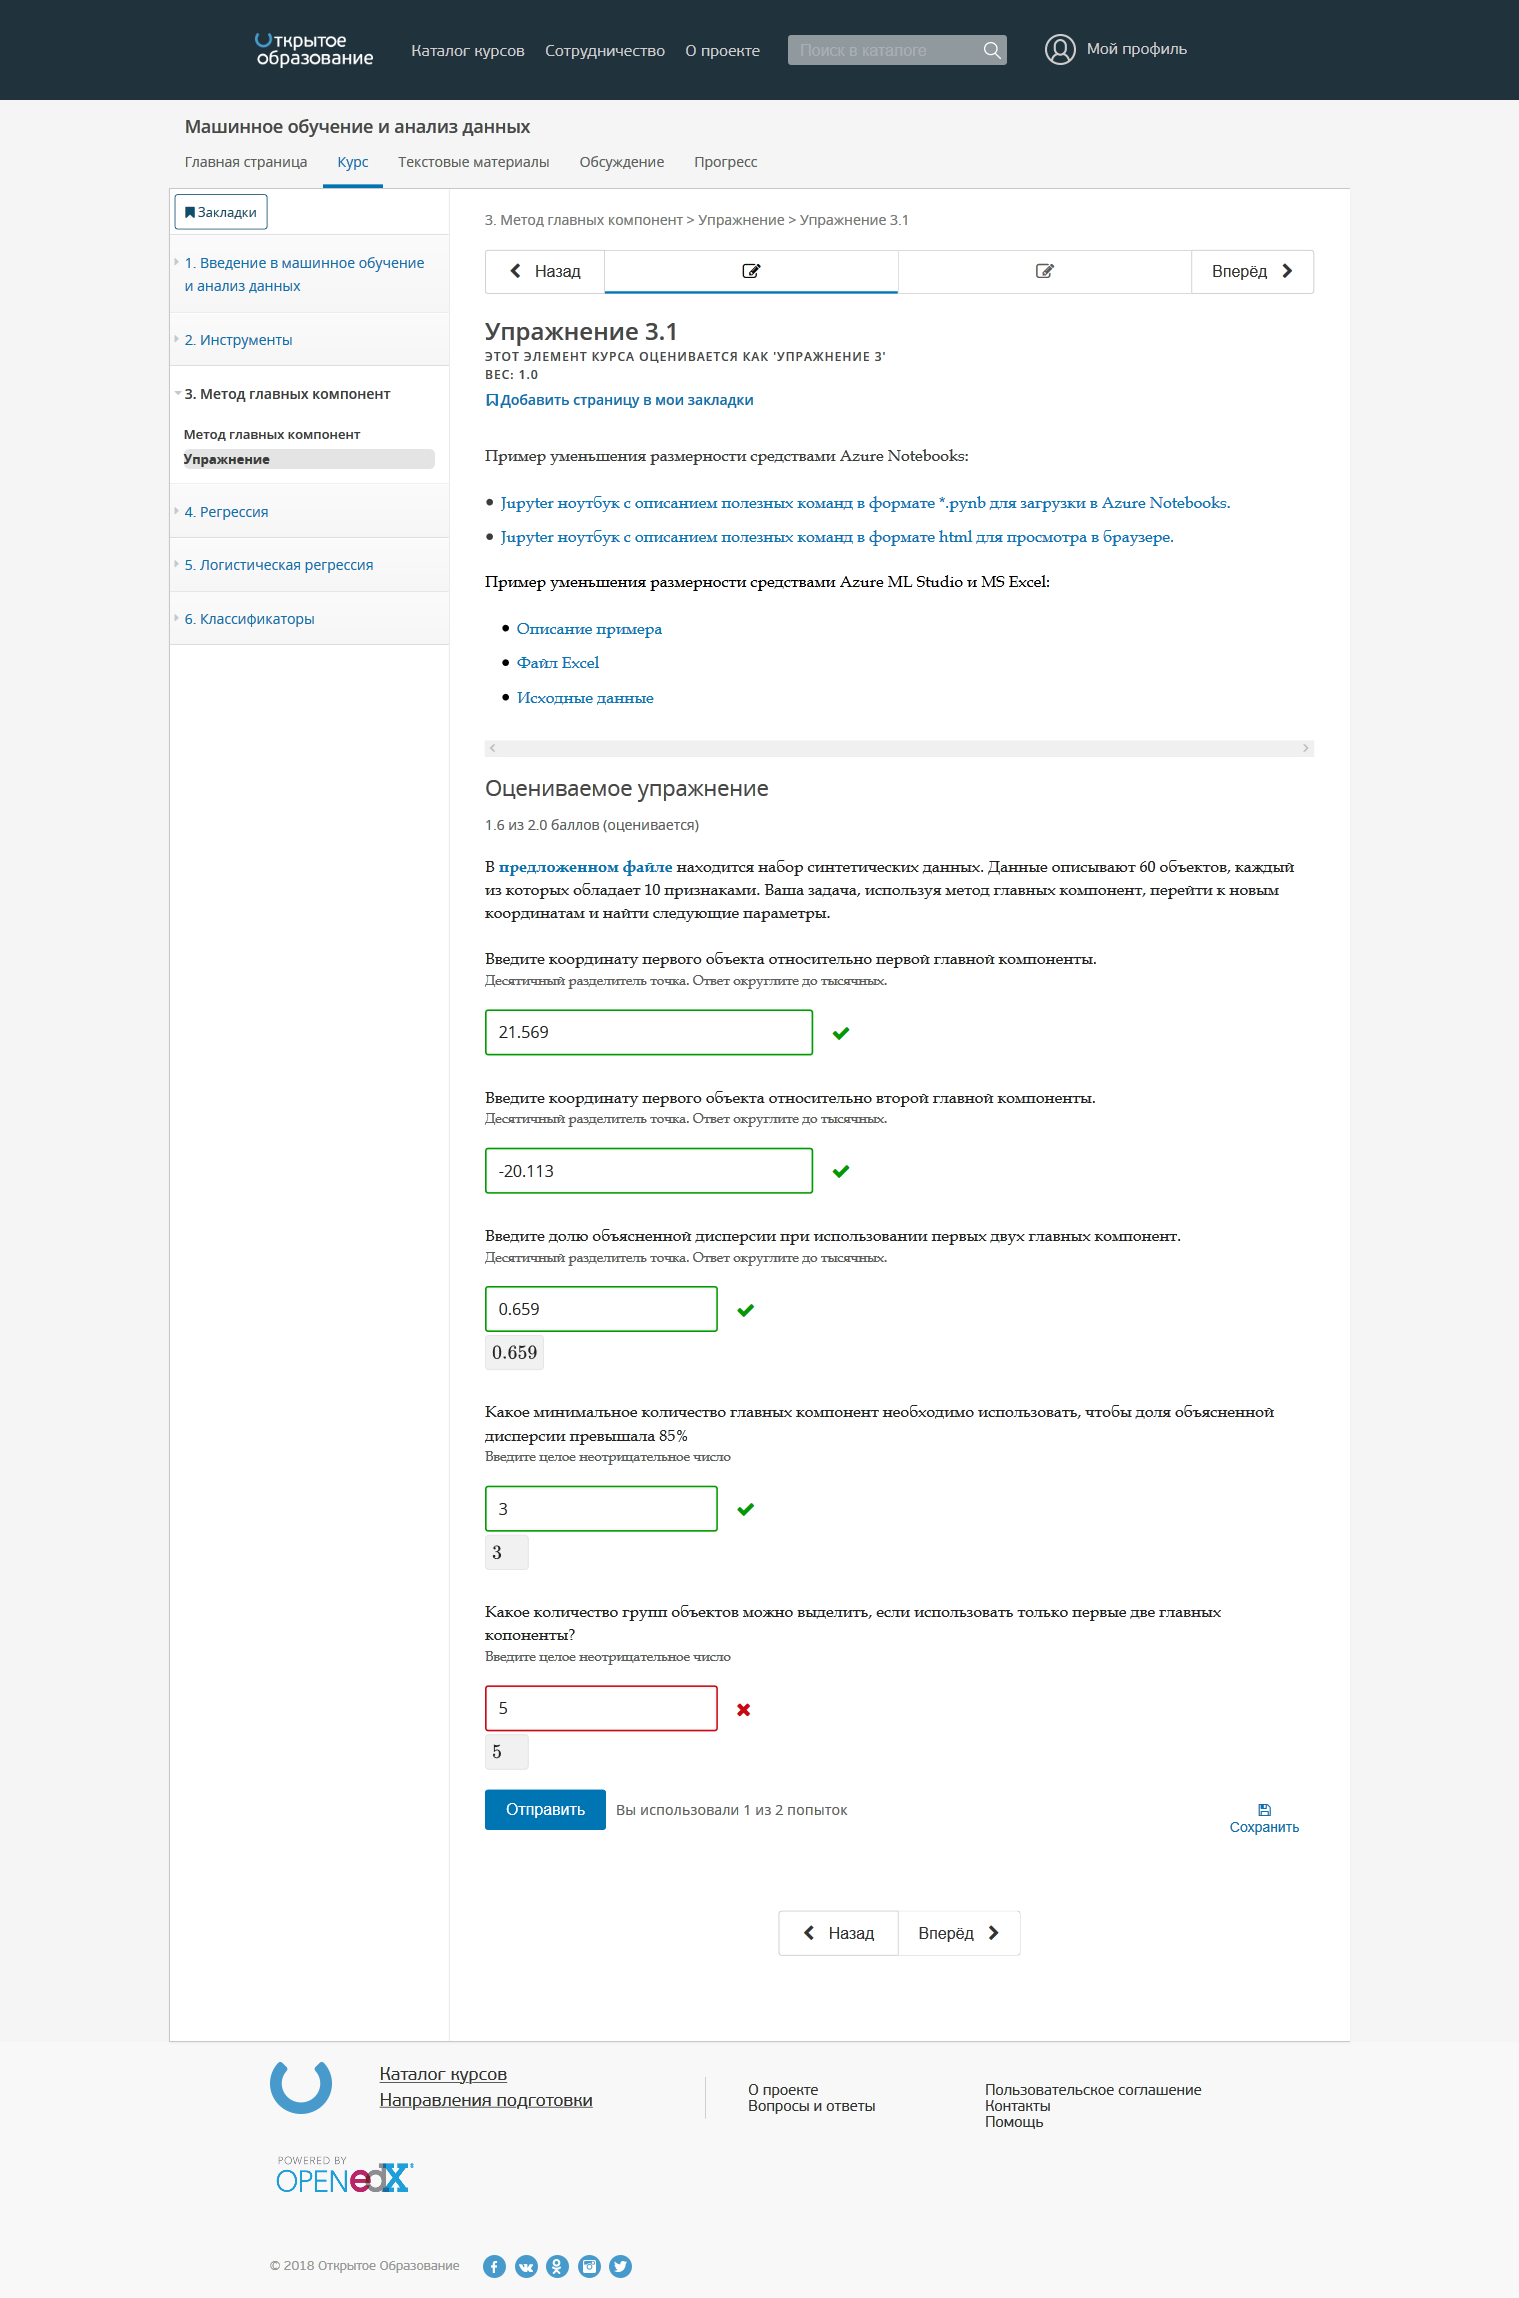 Открытое образование
Каталог курсов
Сотрудничество
О проекте
Поиск в каталоге
Мой профиль
Машинное обучение и анализ данных
Главная страница
Курс
Текстовые материалы
Обсуждение
Прогресс
Закладки
1. Введение в машинное обучение
и анализ данных
2. Инструменты
3. Метод главных компонент
Метод главных компонент
Упражнение
4. Регрессия
5. Логистическая регрессия
6. Классификаторы
3. Метод главных компонент > Упражнение > Упражнение 3.1
Назад
Вперёд
Упражнение 3.1
ЭТОТ ЭЛЕМЕНТ КУРСА ОЦЕНИВАЕТСЯ КАК 'УПРАЖНЕНИЕ 3'
ВЕС: 1.0
Добавить страницу в мои закладки
Пример уменьшения размерности средствами Azure Notebooks:
• Jupyter ноутбук с описанием полезных команд в формате *.pynb для загрузки в Azure Notebooks.
• Jupyter ноутбук с описанием полезных команд в формате html для просмотра в браузере.
Пример уменьшения размерности средствами Azure ML Studio и MS Excel:
• Описание примера
• Файл Excel
• Исходные данные
Оцениваемое упражнение
1.6 из 2.0 баллов (оценивается)
В предложенном файле находится набор синтетических данных. Данные описывают 60 объектов, каждый
из которых обладает 10 признаками. Ваша задача, используя метод главных компонент, перейти к новым
координатам и найти следующие параметры.
Введите координату первого объекта относительно первой главной компоненты.
Десятичный разделитель точка. Ответ округлите до тысячных.
21.569
Введите координату первого объекта относительно второй главной компоненты.
Десятичный разделитель точка. Ответ округлите до тысячных.
-20.113
Введите долю объясненной дисперсии при использовании первых двух главных компонент.
Десятичный разделитель точка. Ответ округлите до тысячных.
0.659
0.659
Какое минимальное количество главных компонент необходимо использовать, чтобы доля объясненной
дисперсии превышала 85%
Введите целое неотрицательное число
3
3
Какое количество групп объектов можно выделить, если использовать только первые две главных
копоненты?
Введите целое неотрицательное число
5
5
Отправить
Вы использовали 1 из 2 попыток
Сохранить
Назад
Вперёд
Каталог курсов
Направления подготовки
О проекте
Вопросы и ответы
Пользовательское соглашение
Контакты
Помощь
POWERED BY
OPEN edX
© 2018 Открытое Образование